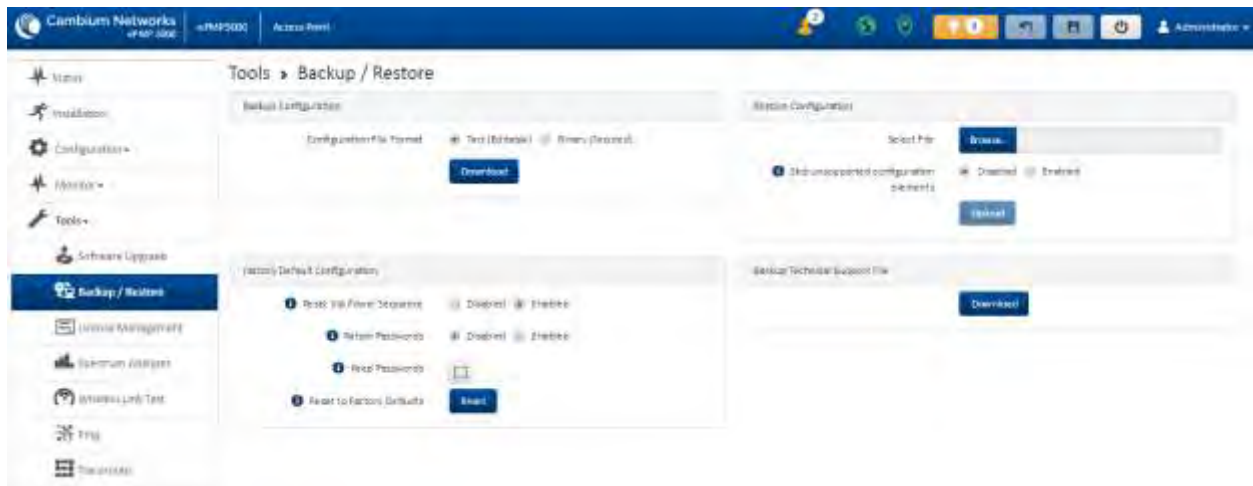 Cambium Networks
ePMP 5000
ePMP5000
Access Point
2
Administrator
Tools > Backup / Restore
Status
Installation
Configuration
Monitor
Tools
Software Upgrade
Backup / Restore
License Management
Spectrum Analyzer
Wireless Link Test
Ping
Traceroute
Backup Configuration
Configuration File Format
Text (Editable)
Binary (Secured)
Download
Restore Configuration
Select File
Browse...
Skip unsupported configuration
elements
Disabled
Enabled
Upload
Factory Default Configuration
Reset Via Power Sequence
Disabled
Enabled
Retain Passwords
Disabled
Enabled
Passwords
Reset to Factory Defaults
Reset
Backup Technical Support File
Download